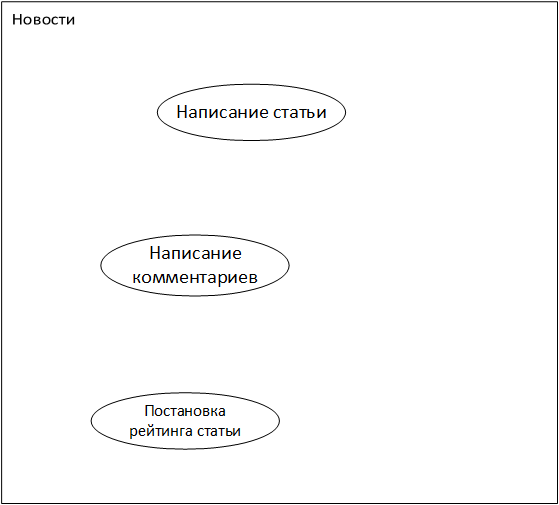 Новости
Написание статьи
Написание
комментариев
Постановка
рейтинга статьи